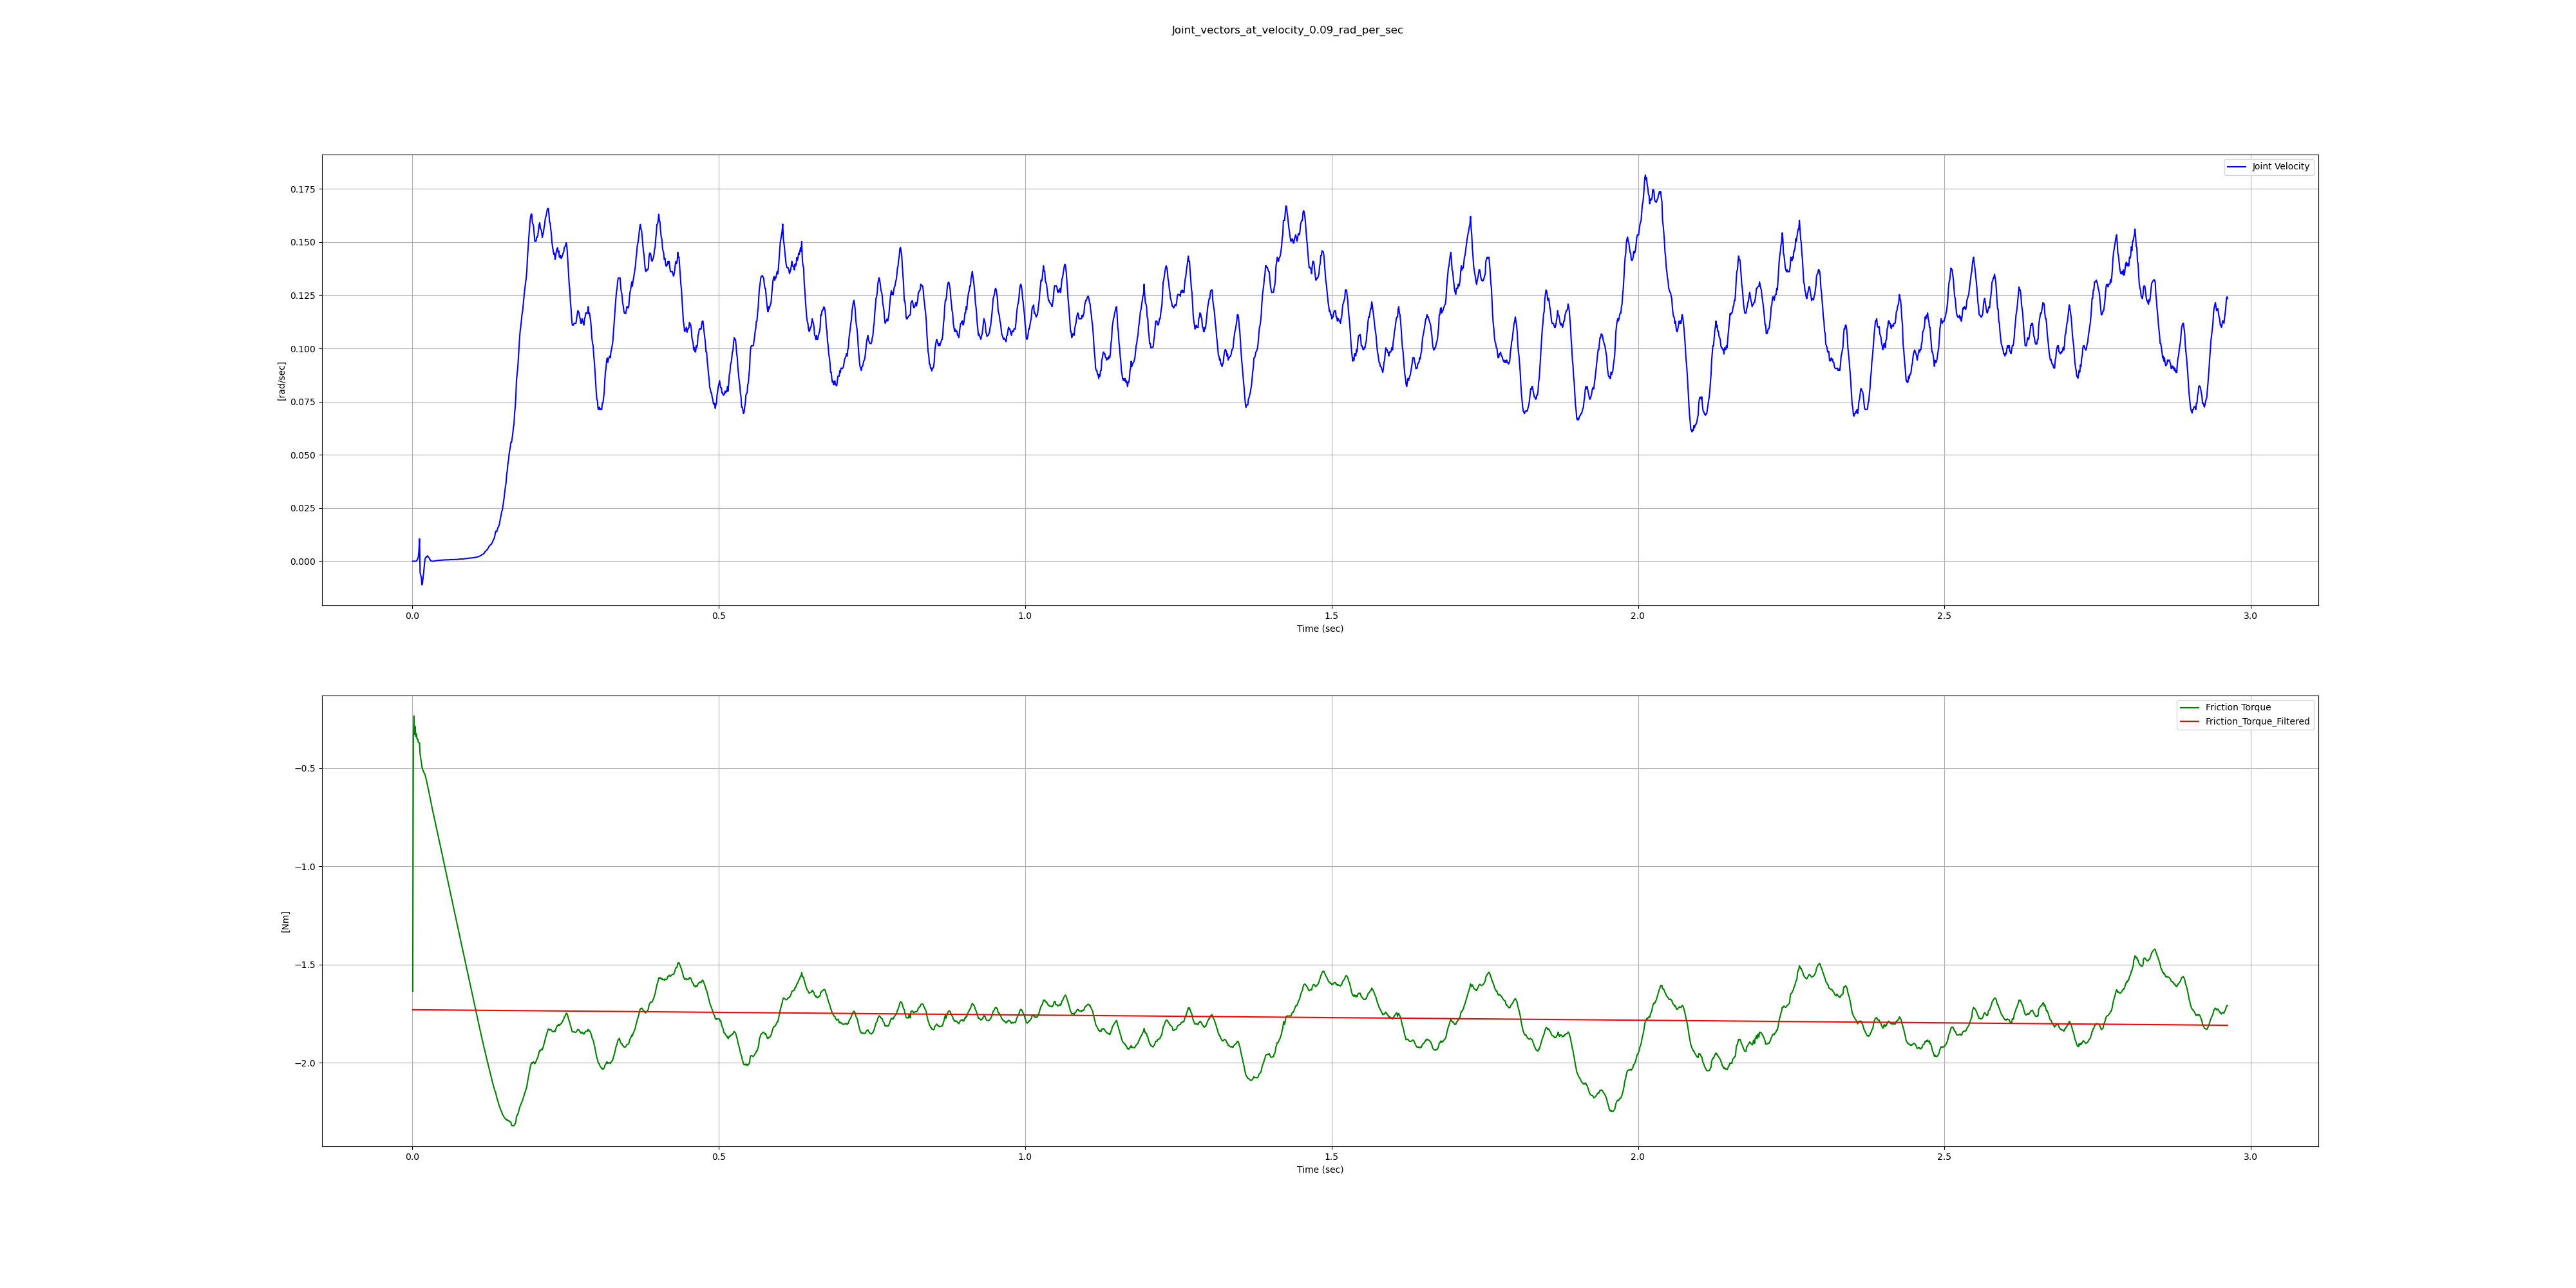 Joint_vectors_at_velocity_0.09_rad_per_sec
Joint Velocity
0.175
0.150
0.125
0.100
0.075
0.050
0.025
0.000
[rad/sec]
0.0 0.5 1.0 1.5 2.0 2.5 3.0
Time (sec)
Friction Torque
Friction_Torque_Filtered
−0.5
−1.0
−1.5
−2.0
[Nm]
0.0 0.5 1.0 1.5 2.0 2.5 3.0
Time (sec)